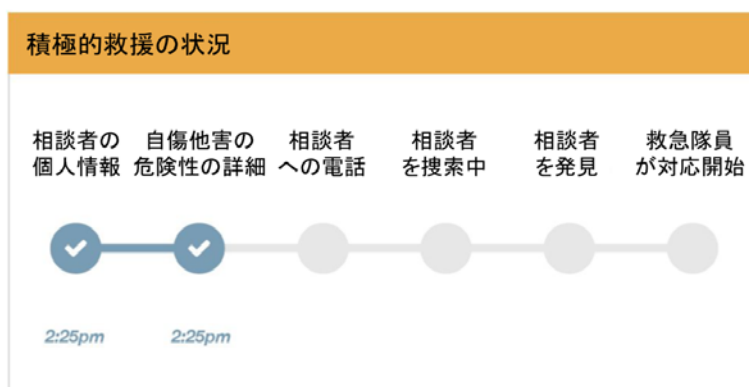 積極的救援の状況
相談者の 自傷他害の 相談者 相談者 相談者 救急隊員
個人情報 危険性の詳細 への電話 を捜索中 を発見 が対応開始
2:25pm 2:25pm